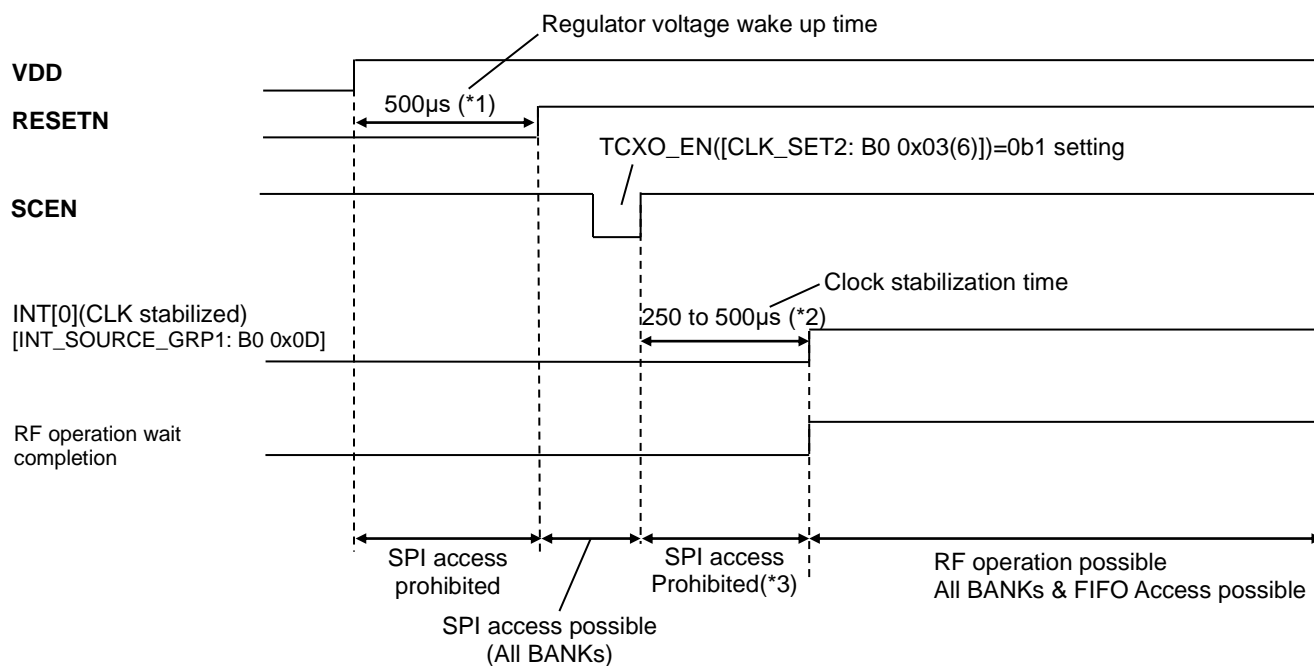 Regulator voltage wake up time
VDD
500μs (*1)
RESETN
TCXO_EN([CLK_SET2: B0 0x03(6)])=0b1 setting
SCEN
Clock stabilization time
INT[0](CLK stabilized)
250 to 500μs (*2)
[INT_SOURCE_GRP1: B0 0x0D]
RF operation wait
completion
SPI access
prohibited
SPI access
Prohibited(*3)
RF operation possible
All BANKs & FIFO Access possible
SPI access possible
(All BANKs)